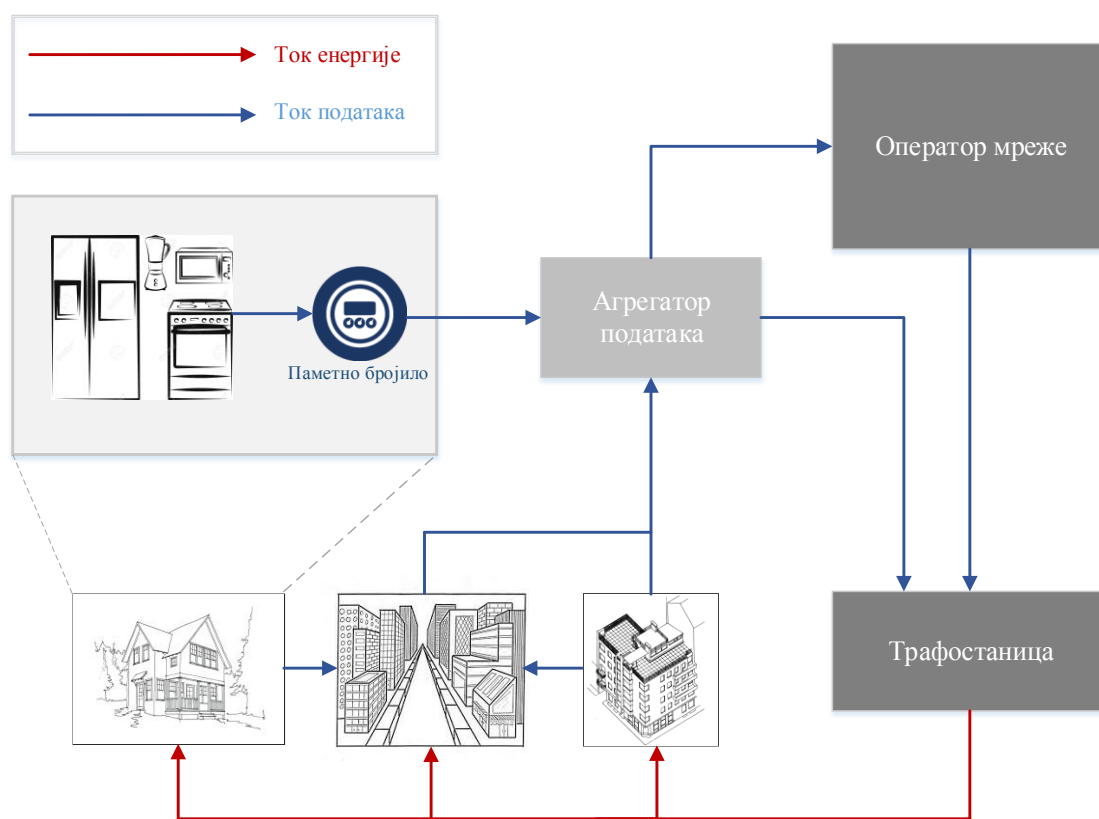 Ток енергије
Ток података
Оператор мреже
Агрегатор
података
Паметно бројило
Трафостаница